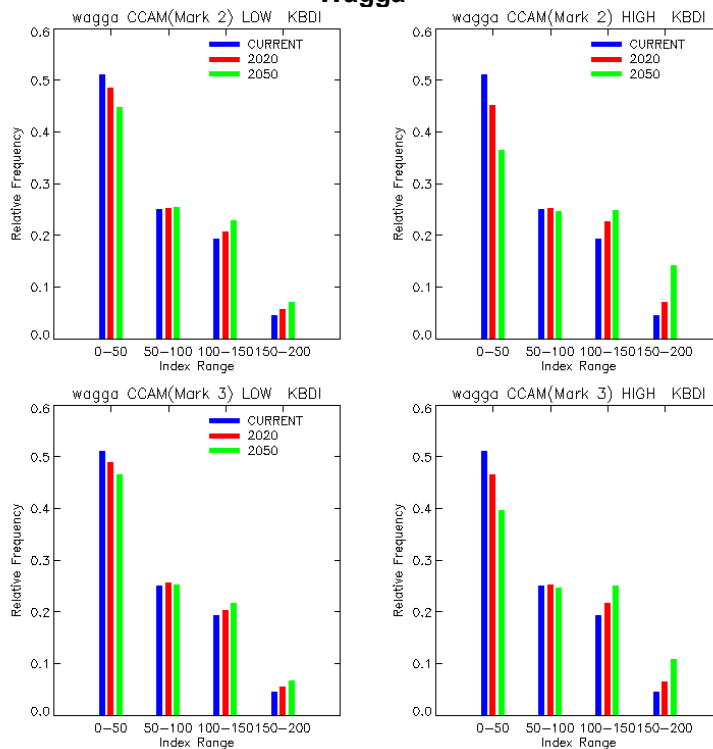 Wagga
wagga CCAM(Mark 2) LOW KBDI
CURRENT
2020
2050
Relative Frequency
0.6
0.5
0.4
0.3
0.2
0.1
0.0
0-50 50-100 100-150 150-200
Index Range
wagga CCAM(Mark 2) HIGH KBDI
CURRENT
2020
2050
Relative Frequency
0.6
0.5
0.4
0.3
0.2
0.1
0.0
0-50 50-100 100-150 150-200
Index Range
wagga CCAM(Mark 3) LOW KBDI
CURRENT
2020
2050
Relative Frequency
0.6
0.5
0.4
0.3
0.2
0.1
0.0
0-50 50-100 100-150 150-200
Index Range
wagga CCAM(Mark 3) HIGH KBDI
Relative Frequency
0.6
0.5
0.4
0.3
0.2
0.1
0.0
0-50 50-100 100-150 150-200
Index Range